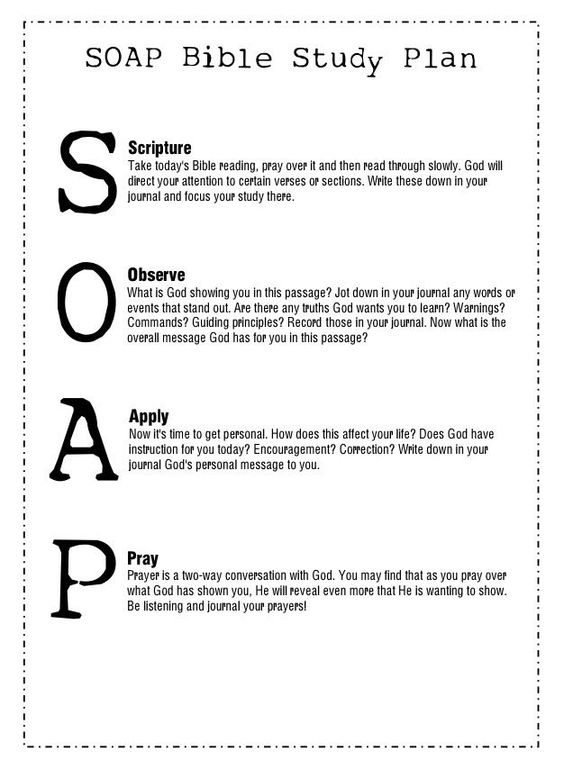 SOAP Bible Study Plan
S
Scripture
Take today's Bible reading, pray over it and then read through slowly. God will
direct your attention to certain verses or sections. Write these down in your
journal and focus your study there.
O
Observe
What is God showing you in this passage? Jot down in your journal any words or
events that stand out. Are there any truths God wants you to learn? Warnings?
Commands? Guiding principles? Record those in your journal. Now what is the
overall message God has for you in this passage?
A
Apply
Now it's time to get personal. How does this affect your life? Does God have
instruction for you today? Encouragement? Correction? Write down in your
journal God's personal message to you.
P
Pray
Prayer is a two-way conversation with God. You may find that as you pray over
what God has shown you, He will reveal even more that He is wanting to show.
Be listening and journal your prayers!